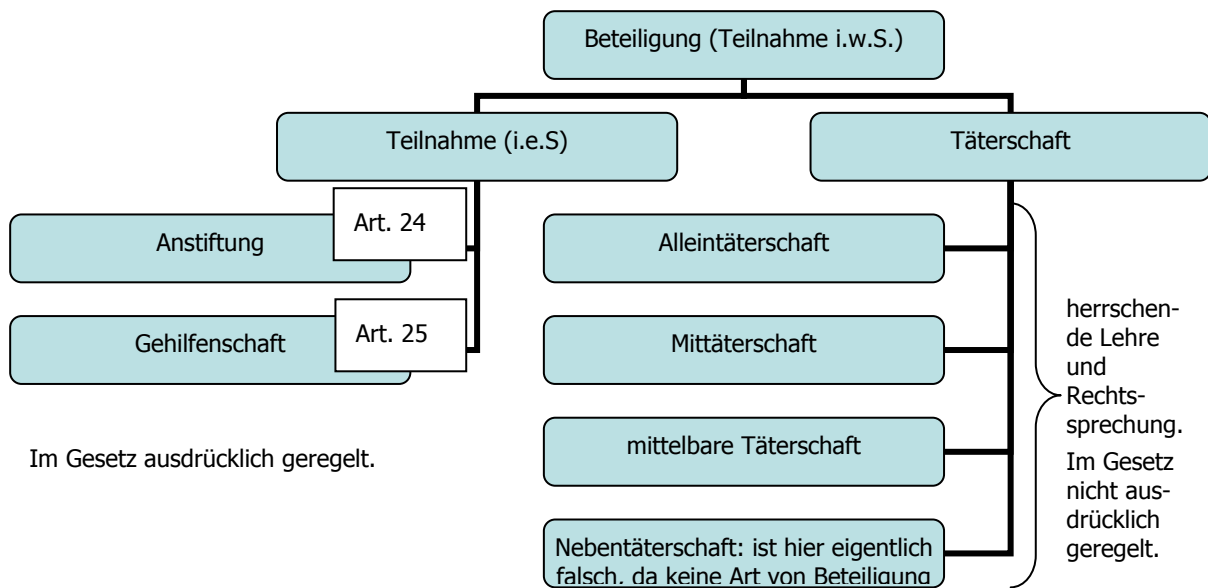 Beteiligung (Teilnahme i.w.S.)
Teilnahme (i.e.S)
Täterschaft
Anstiftung
Art. 24
Gehilfenschaft
Art. 25
Im Gesetz ausdrücklich geregelt.
Alleintäterschaft
Mittäterschaft
mittelbare Täterschaft
Nebentäterschaft: ist hier eigentlich
falsch, da keine Art von Beteiligung
herrschen-
de Lehre
und
Rechts-
sprechung.
Im Gesetz
nicht aus-
drücklich
geregelt.